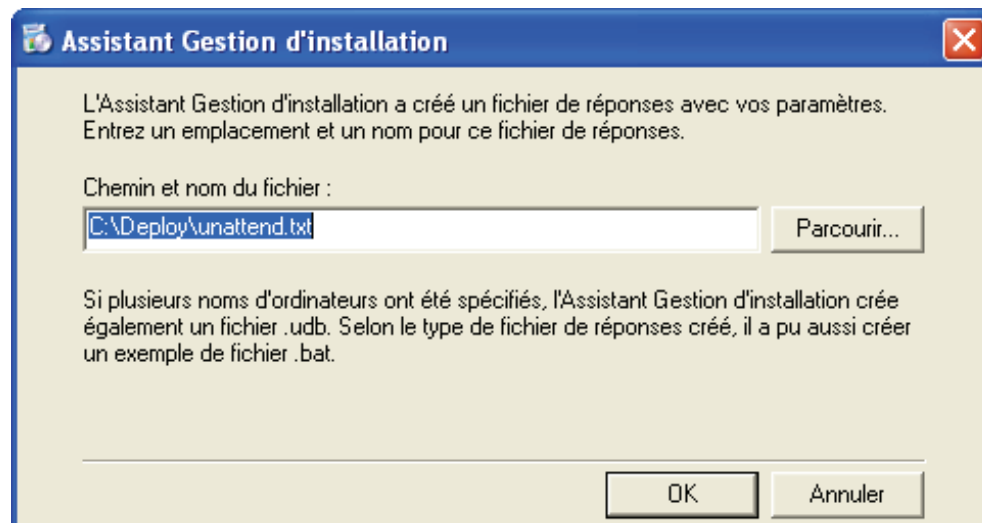 Assistant Gestion d'installation
L'Assistant Gestion d'installation a créé un fichier de réponses avec vos paramètres.
Entrez un emplacement et un nom pour ce fichier de réponses.
Chemin et nom du fichier :
C:\Deploy\unattend.txt
Parcourir...
Si plusieurs noms d'ordinateurs ont été spécifiés, l'Assistant Gestion d'installation crée
également un fichier .udb. Selon le type de fichier de réponses créé, il a pu aussi créer
un exemple de fichier .bat.
OK
Annuler